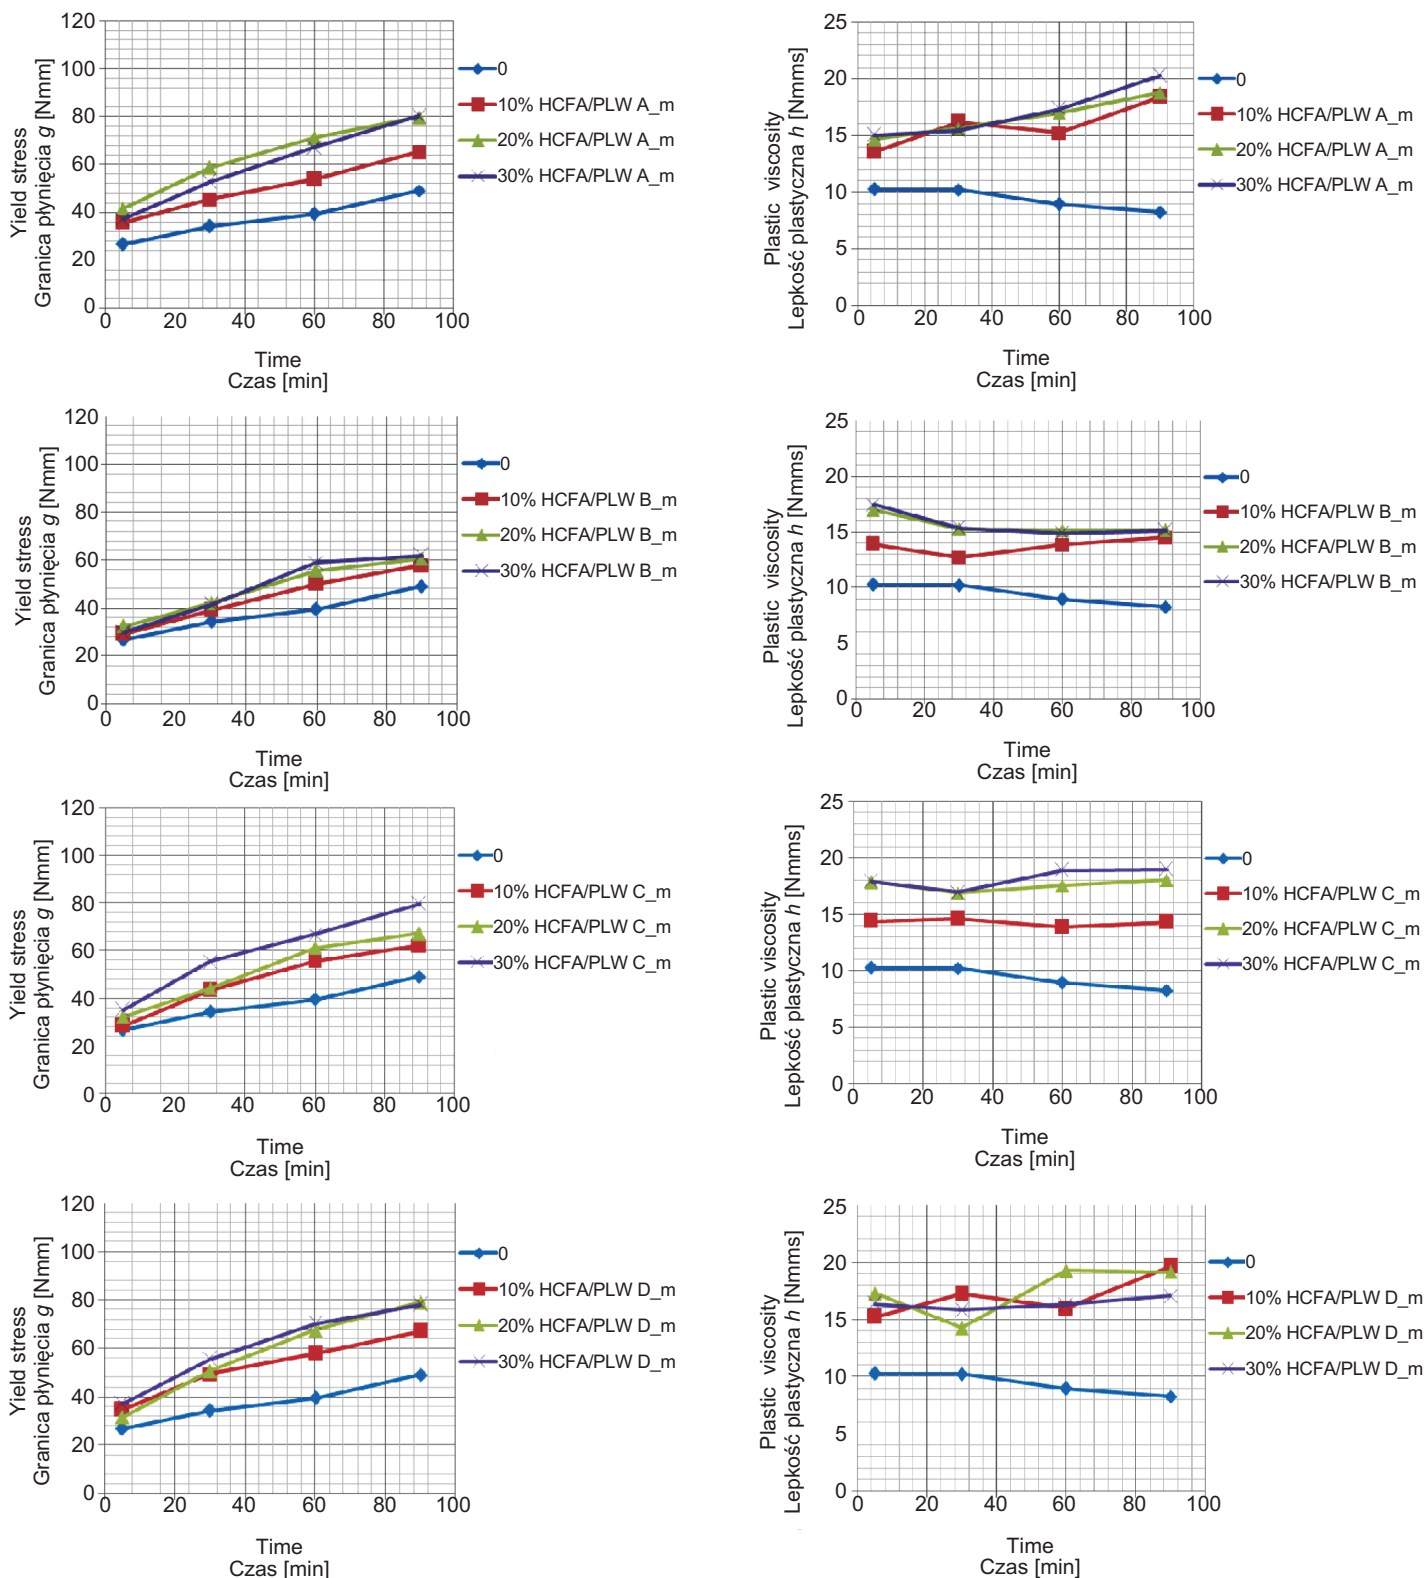 120
100
80
60
40
20
0
0 20 40 60 80 100
Yield stress
Granica płynięcia g [Nmm]
Time
Czas [min]
0
10% HCFA/PLW A_m
20% HCFA/PLW A_m
30% HCFA/PLW A_m
25
20
15
10
5
0
0 20 40 60 80 100
Plastic viscosity
Lepkość plastyczna h [Nmms]
Time
Czas [min]
0
10% HCFA/PLW A_m
20% HCFA/PLW A_m
30% HCFA/PLW A_m
120
100
80
60
40
20
0
0 20 40 60 80 100
Yield stress
Granica płynięcia g [Nmm]
Time
Czas [min]
0
10% HCFA/PLW B_m
20% HCFA/PLW B_m
30% HCFA/PLW B_m
25
20
15
10
5
0
0 20 40 60 80 100
Plastic viscosity
Lepkość plastyczna h [Nmms]
Time
Czas [min]
0
10% HCFA/PLW B_m
20% HCFA/PLW B_m
30% HCFA/PLW B_m
120
100
80
60
40
20
0
0 20 40 60 80 100
Yield stress
Granica płynięcia g [Nmm]
Time
Czas [min]
0
10% HCFA/PLW C_m
20% HCFA/PLW C_m
30% HCFA/PLW C_m
25
20
15
10
5
0
0 20 40 60 80 100
Plastic viscosity
Lepkość plastyczna h [Nmms]
Time
Czas [min]
0
10% HCFA/PLW C_m
20% HCFA/PLW C_m
30% HCFA/PLW C_m
120
100
80
60
40
20
0
0 20 40 60 80 100
Yield stress
Granica płynięcia g [Nmm]
Time
Czas [min]
0
10% HCFA/PLW D_m
20% HCFA/PLW D_m
30% HCFA/PLW D_m
25
20
15
10
5
0
0 20 40 60 80 100
Plastic viscosity
Lepkość plastyczna h [Nmms]
Time
Czas [min]
0
10% HCFA/PLW D_m
20% HCFA/PLW D_m
30% HCFA/PLW D_m